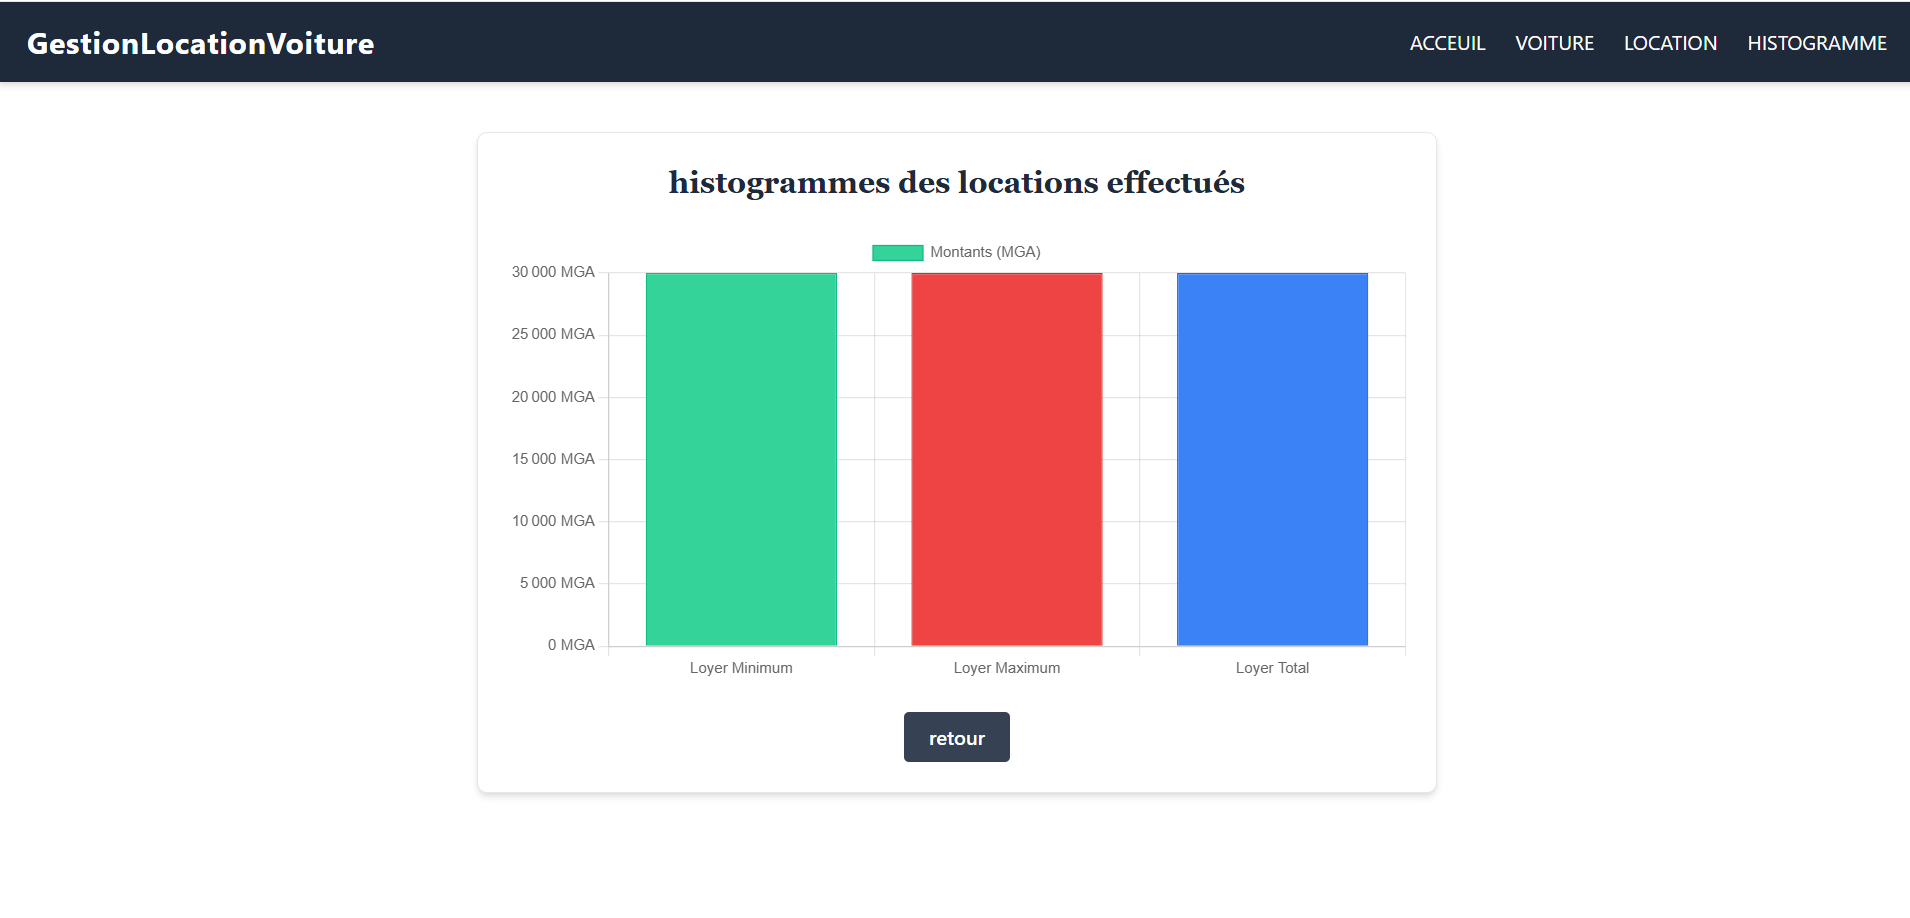 GestionLocationVoiture
ACCEUIL VOITURE LOCATION HISTOGRAMME
histogrammes des locations effectués
Montants (MGA)
30 000 MGA
25 000 MGA
20 000 MGA
15 000 MGA
10 000 MGA
5 000 MGA
0 MGA
Loyer Minimum Loyer Maximum Loyer Total
retour